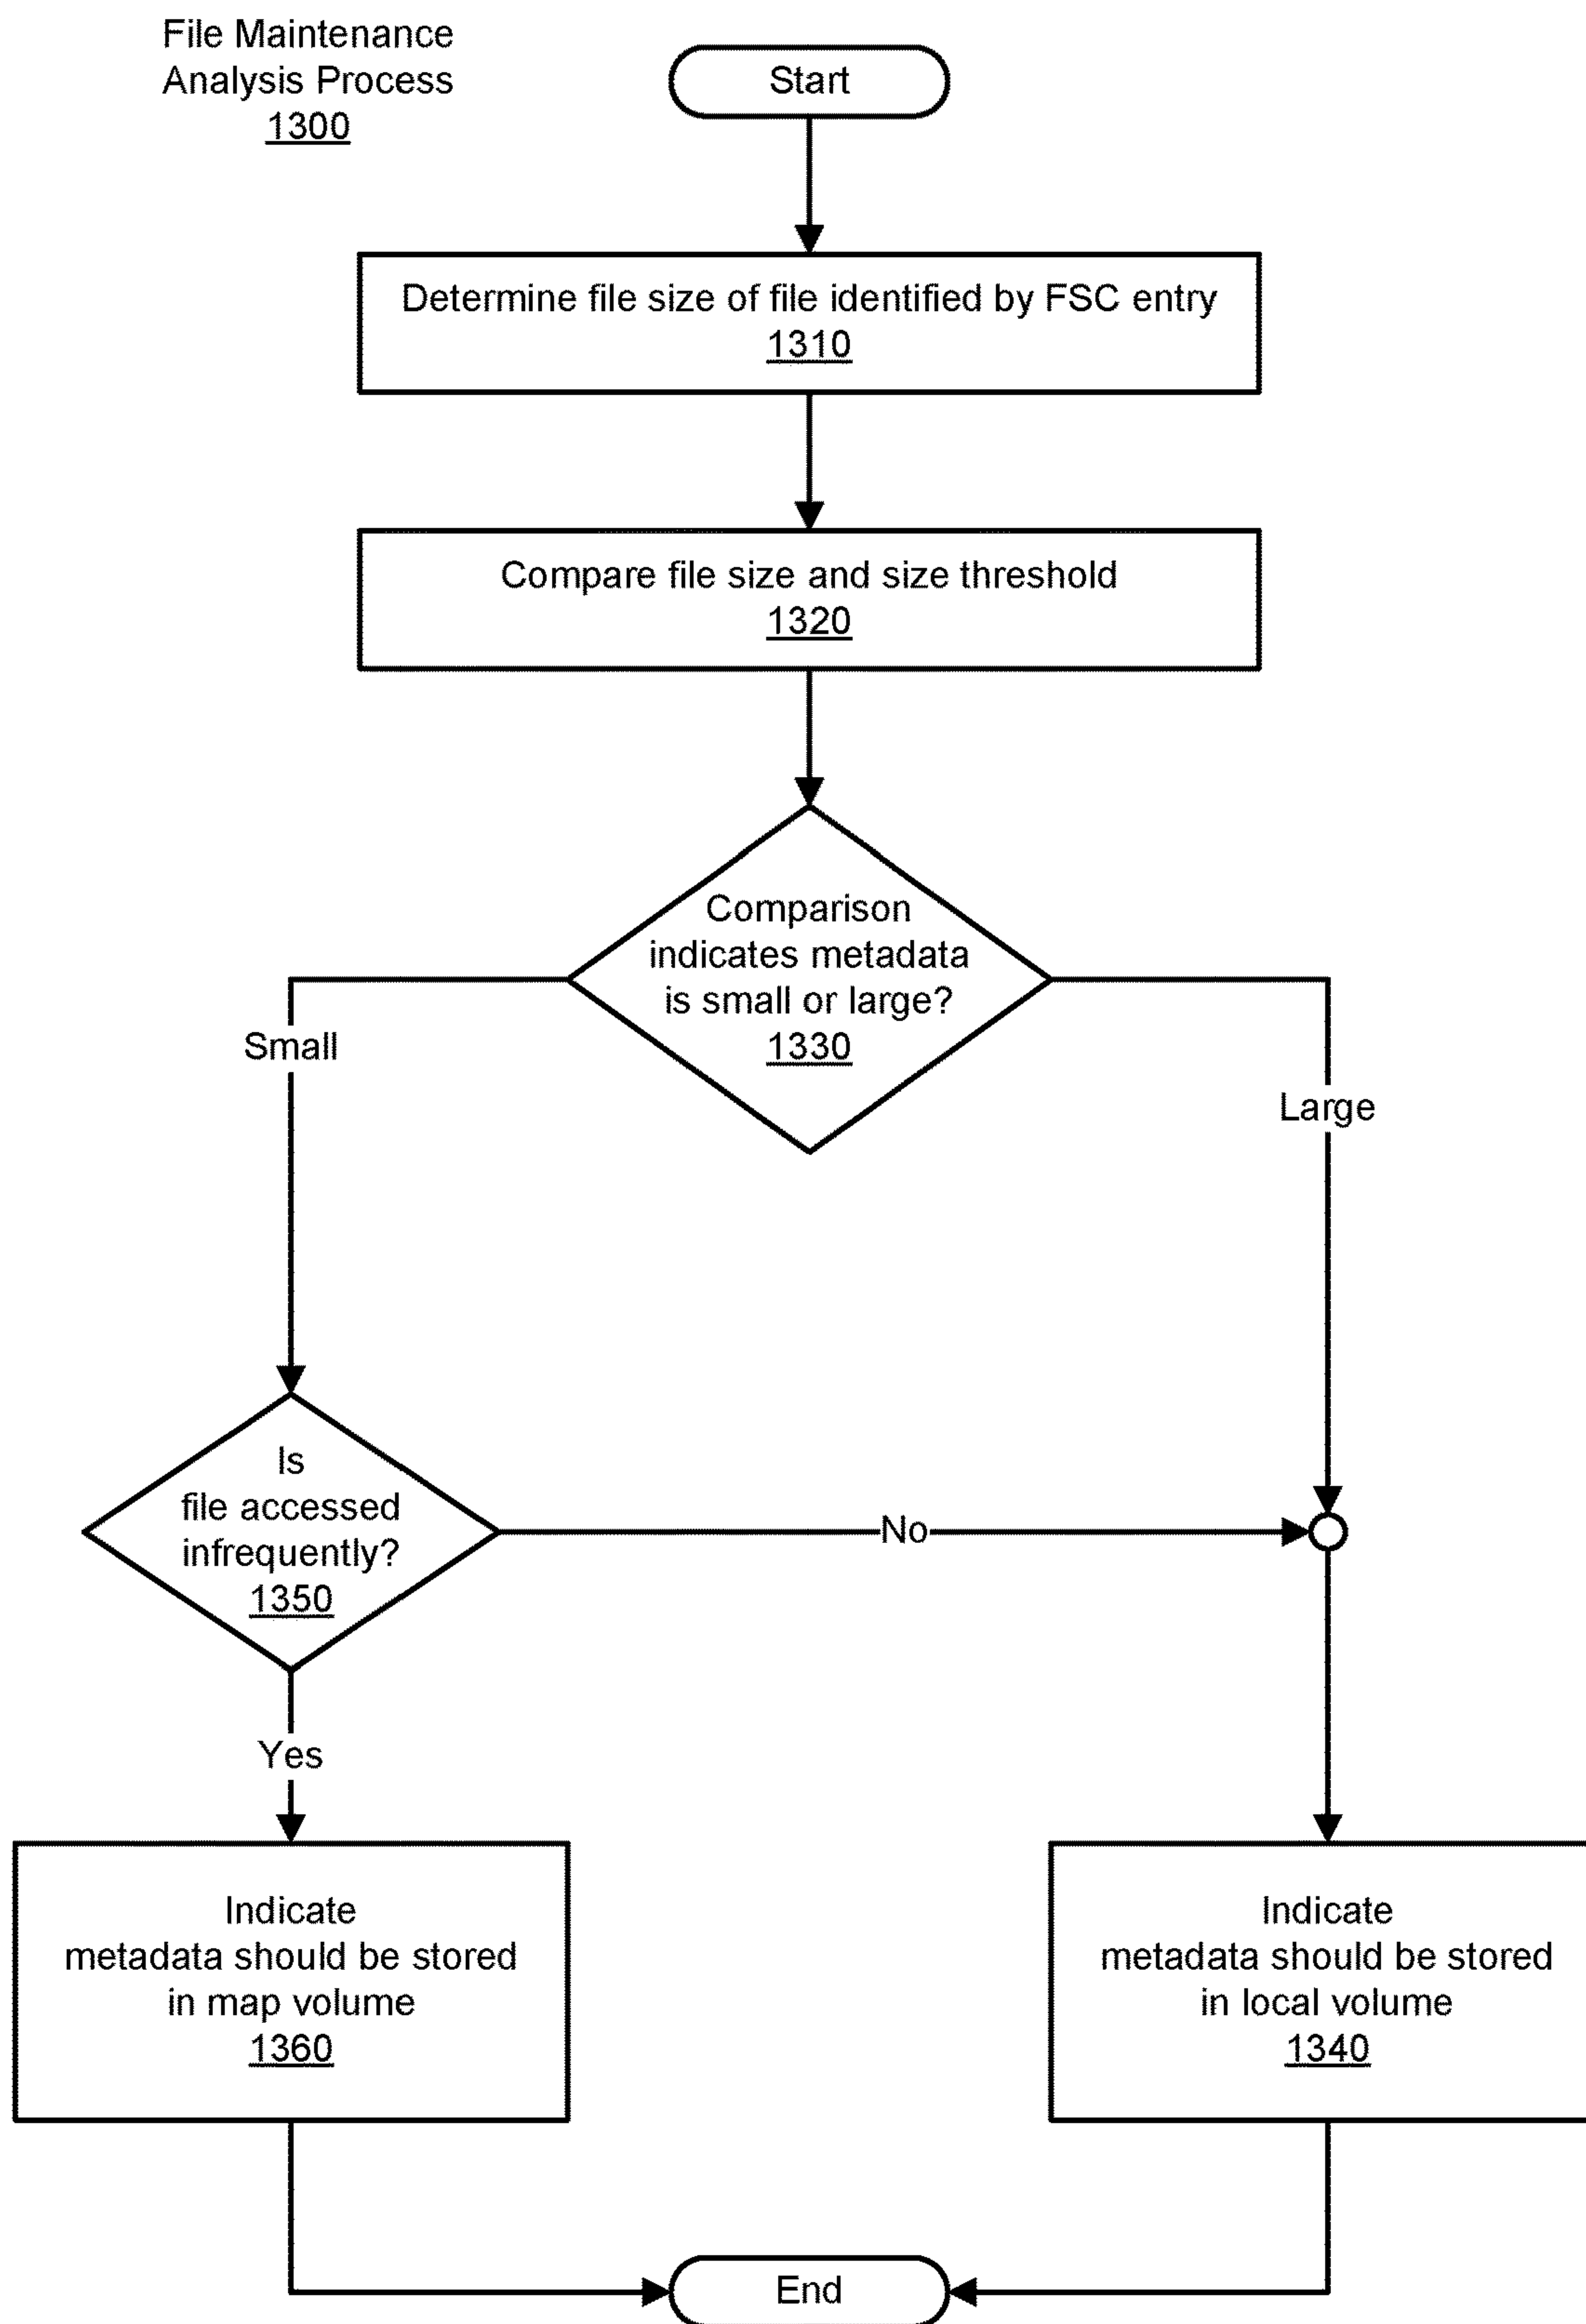 File Maintenance
Analysis Process
1300
Start
Determine file size of file identified by FSC entry
1310
Compare file size and size threshold
1320
Comparison
indicates metadata
is small or large?
1330
Small
Large
Is
file accessed
infrequently?
1350
No
Yes
Indicate
metadata should be stored
in map volume
1360
Indicate
metadata should be stored
in local volume
1340
End